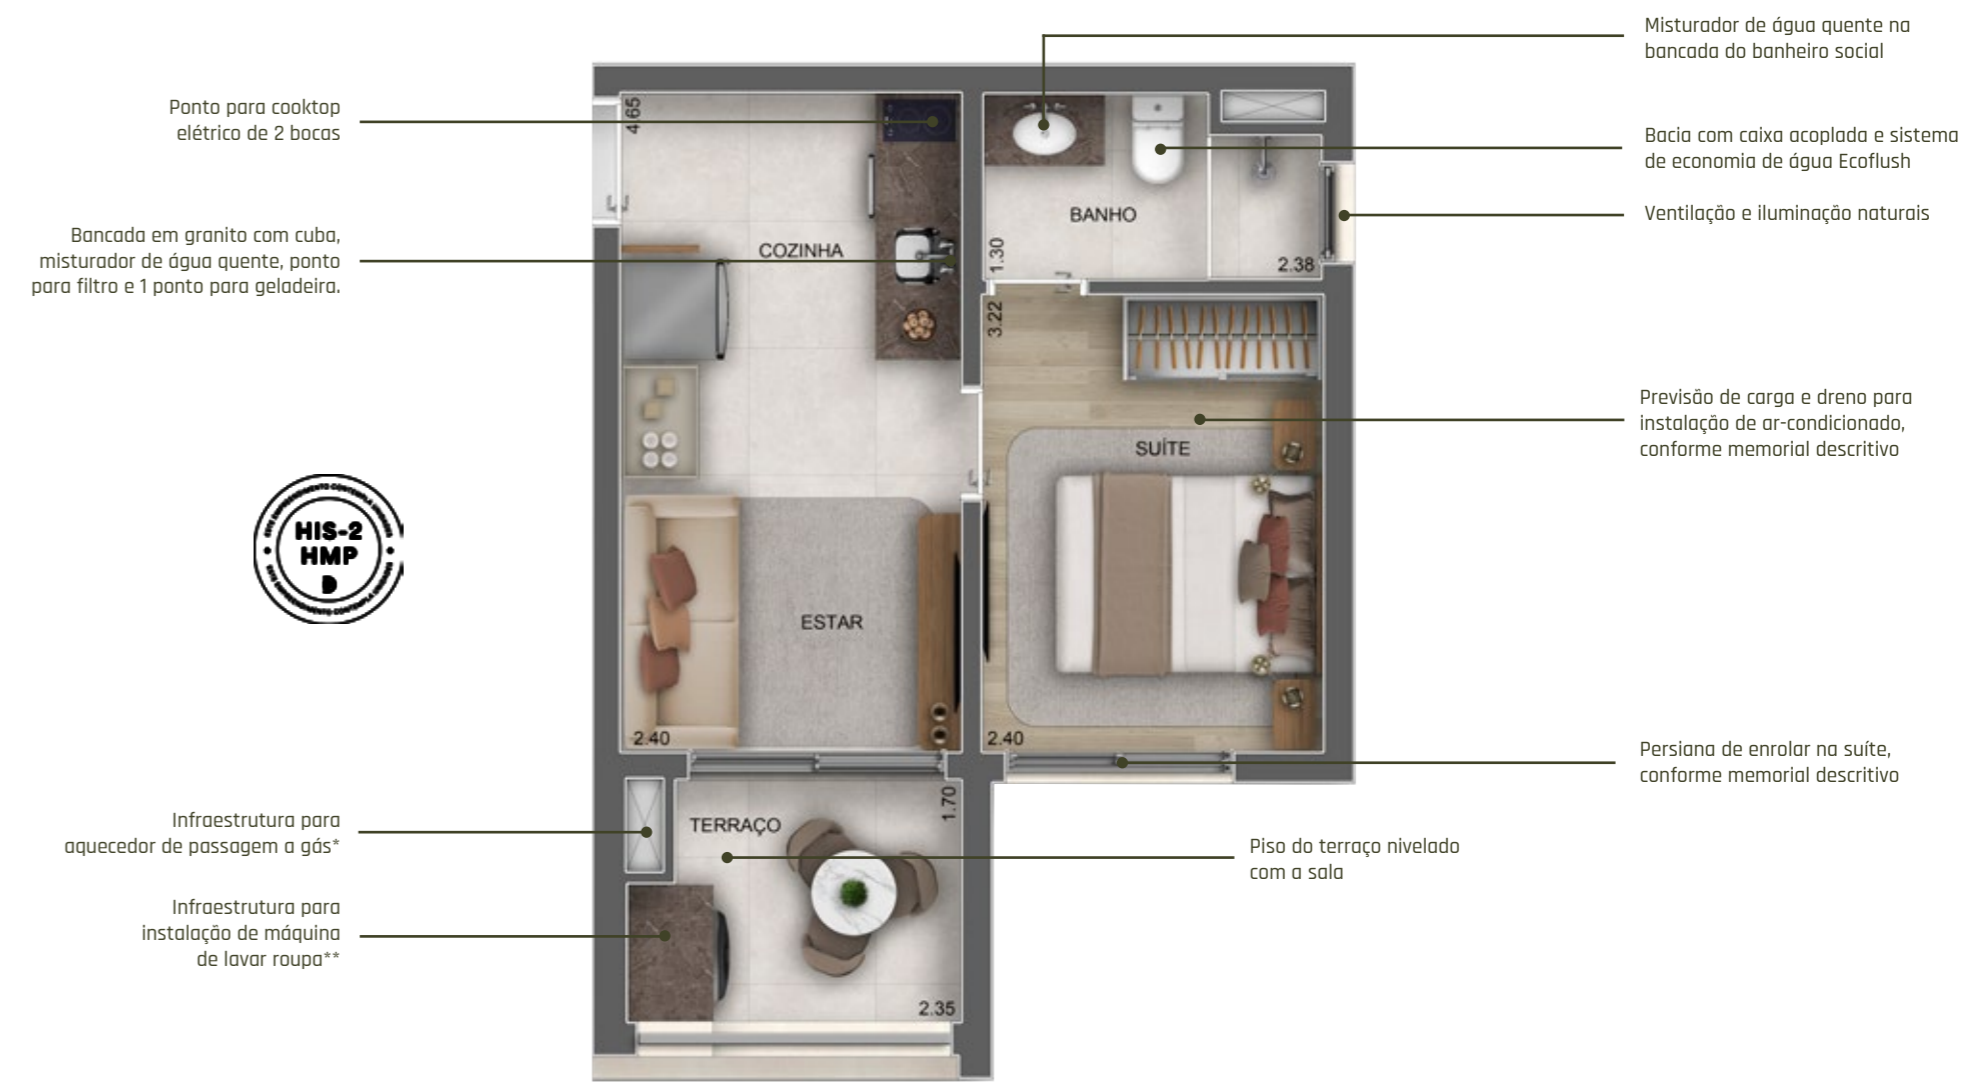 Misturador de água quente na
bancada do banheiro social
Ponto para cooktop
elétrico de 2 bocas
Bacia com caixa acoplada e sistema
de economia de água Ecoflush
Ventilação e iluminação naturais
Bancada em granito com cuba,
misturador de água quente, ponto
para filtro e 1 ponto para geladeira.
4.65
COZINHA
BANHO
1.30
2.38
3.22
Previsão de carga e dreno para
instalação de ar-condicionado,
conforme memorial descritivo
SUÍTE
HIS-2
HMP
D
ESTAR
2.40
2.40
Persiana de enrolar na suíte,
conforme memorial descritivo
1.70
TERRAÇO
Infraestrutura para
aquecedor de passagem a gás*
Piso do terraço nivelado
com a sala
Infraestrutura para
instalação de máquina
de lavar roupa**
2.35